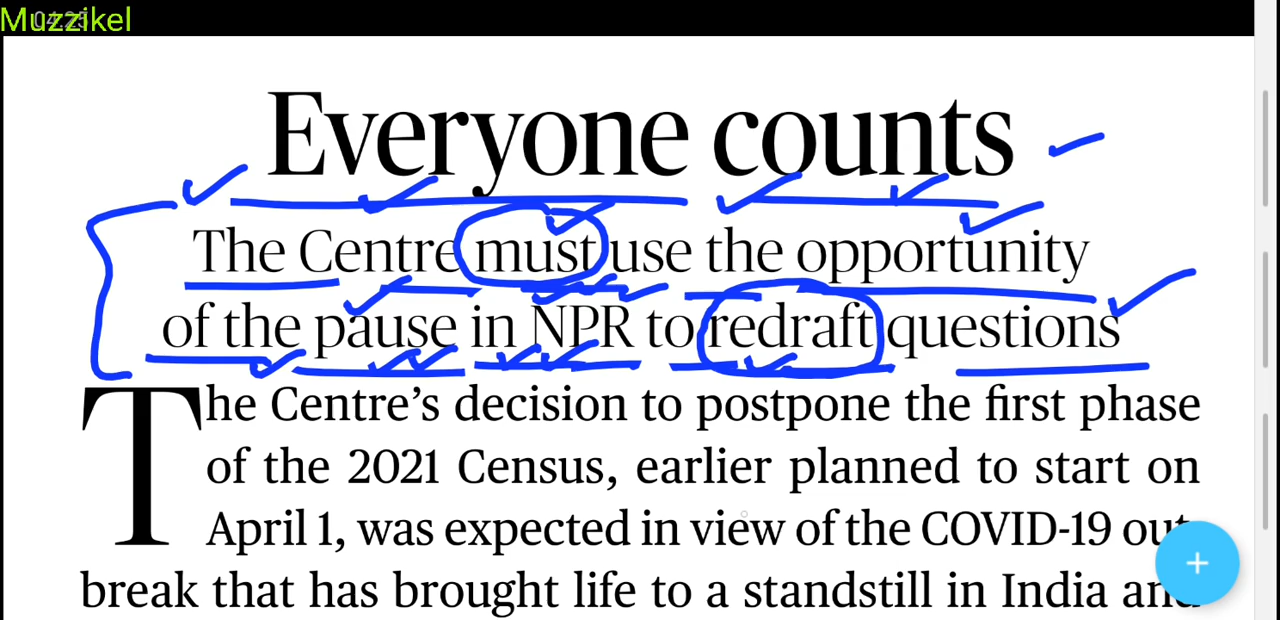 Muzzikel
04:25
Everyone counts
The Centre must use the opportunity
of the pause in NPR to redraft questions
The Centre's decision to postpone the first phase
of the 2021 Census, earlier planned to start on
April 1, was expected in view of the COVID-19 out-
break that has brought life to a standstill in India and